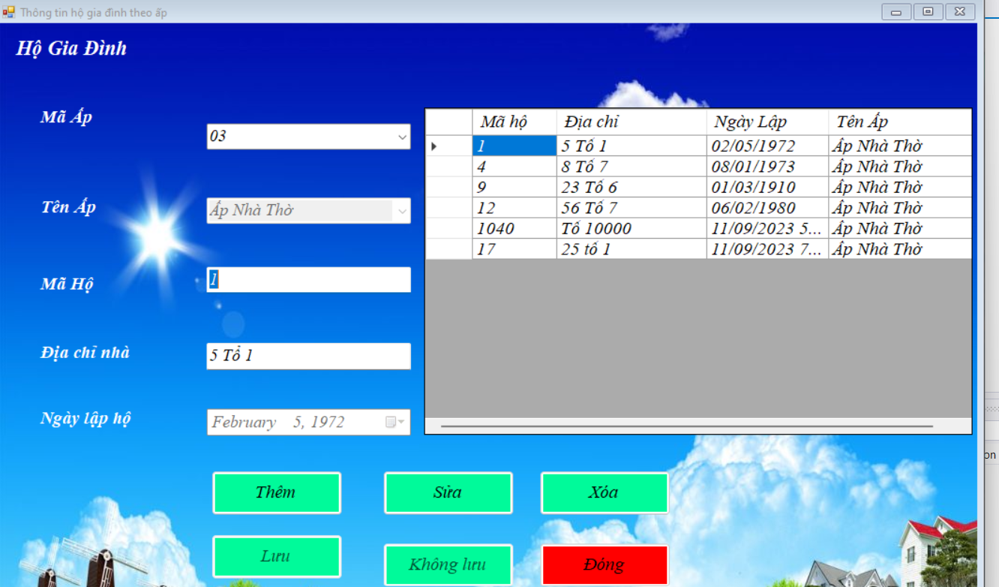 Thông tin hộ gia đình theo ấp
Hộ Gia Đình
Mã Ấp
03
Tên Ấp
Ấp Nhà Thờ
Mã Hộ
1
Địa chỉ nhà
5 Tổ 1
Ngày lập hộ
February 5, 1972
Mã hộ Địa chỉ Ngày Lập Tên Ấp
1 5 Tổ 1 02/05/1972 Ấp Nhà Thờ
4 8 Tổ 7 08/01/1973 Ấp Nhà Thờ
9 23 Tổ 6 01/03/1910 Ấp Nhà Thờ
12 56 Tổ 7 06/02/1980 Ấp Nhà Thờ
1040 Tổ 10000 11/09/2023 5... Ấp Nhà Thờ
17 25 tổ 1 11/09/2023 7... Ấp Nhà Thờ
Thêm Sửa Xóa
Lưu Không lưu Đóng
on